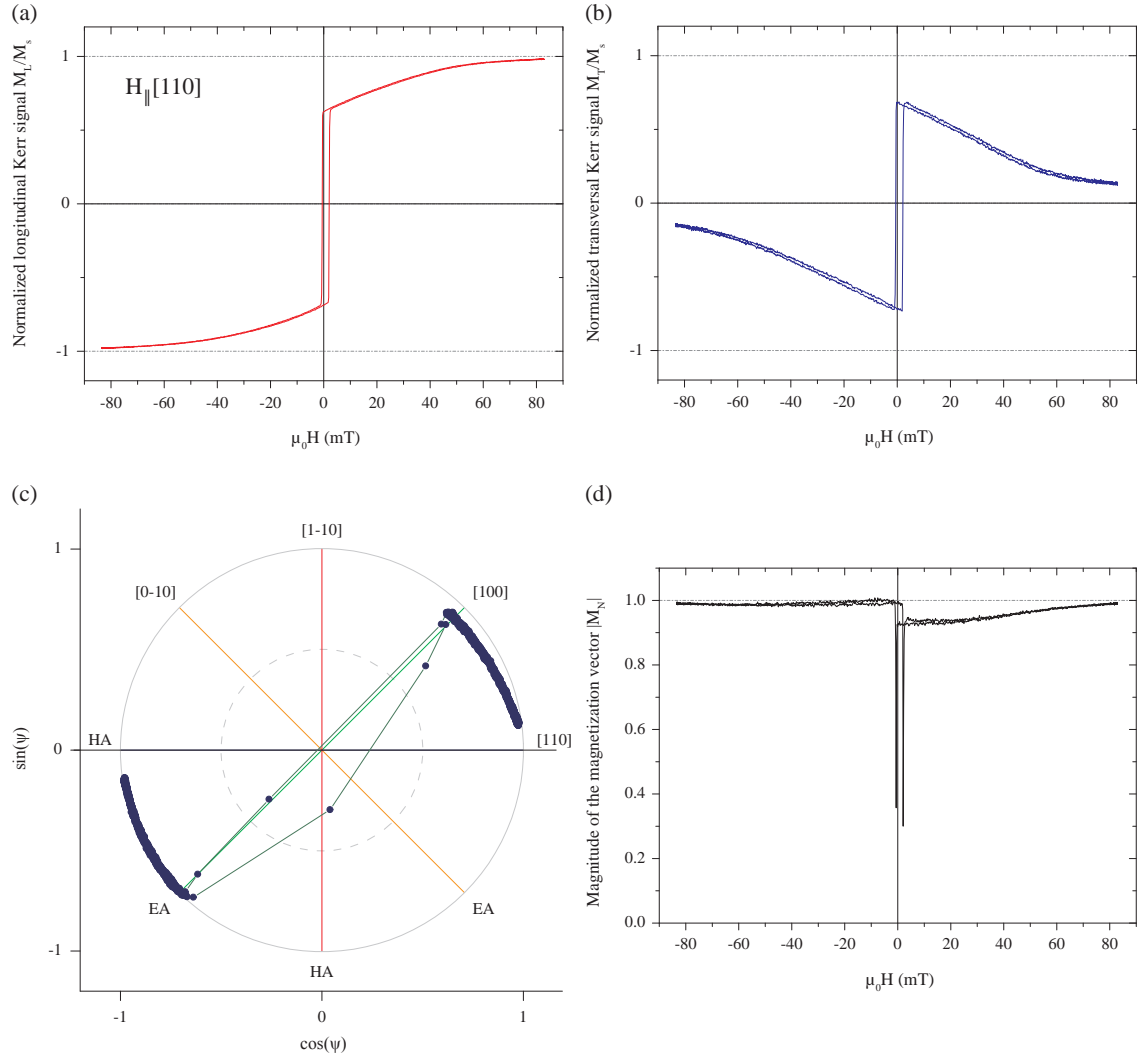 (a)
Normalized longitudinal Kerr signal M_L/M_s
H_∥[110]
1
0
-1
-80 -60 -40 -20 0 20 40 60 80
μ₀H (mT)
(b)
Normalized transversal Kerr signal M_T/M_s
1
0
-1
-80 -60 -40 -20 0 20 40 60 80
μ₀H (mT)
(c)
sin(ψ)
[1-10]
1
[0-10]
[100]
HA
0
[110]
EA
EA
-1
HA
-1 0 1
cos(ψ)
(d)
Magnitude of the magnetization vector |M_N|
1.0
0.8
0.6
0.4
0.2
0.0
-80 -60 -40 -20 0 20 40 60 80
μ₀H (mT)